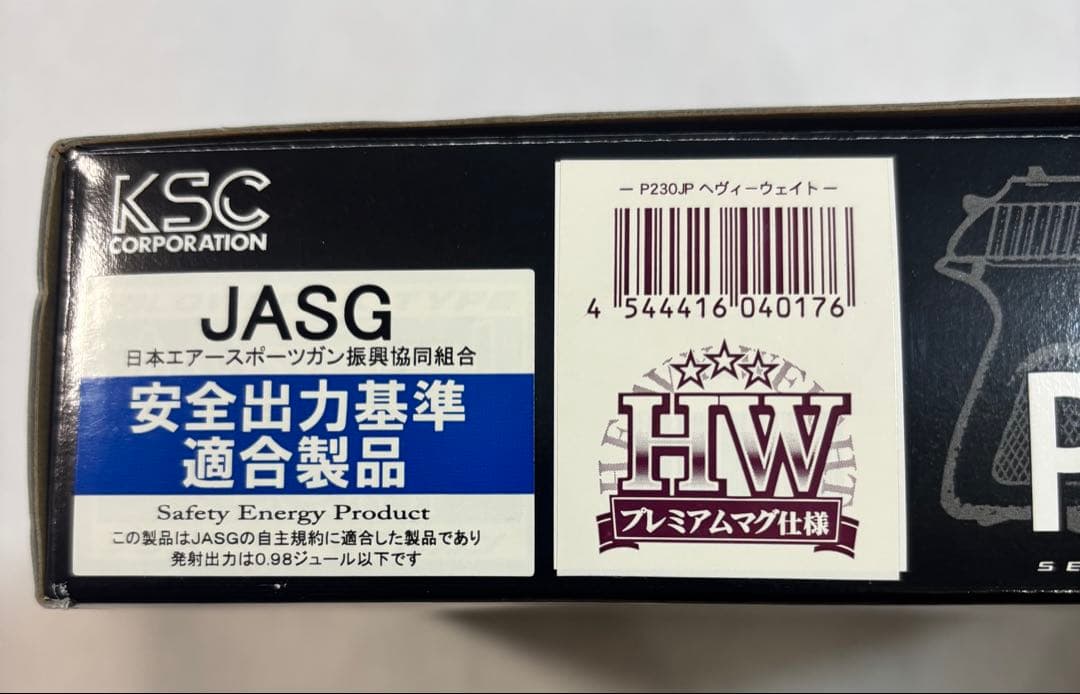 KSC
CORPORATION
JASG
日本エアースポーツガン振興協同組合
安全出力基準
適合製品
Safety Energy Product
この製品はJASGの自主規約に適合した製品であり
発射出力は0.98ジュール以下です
― P230JP ヘヴィーウェイト ―
4 544416 040176
HW
プレミアムマグ仕様
P
SE